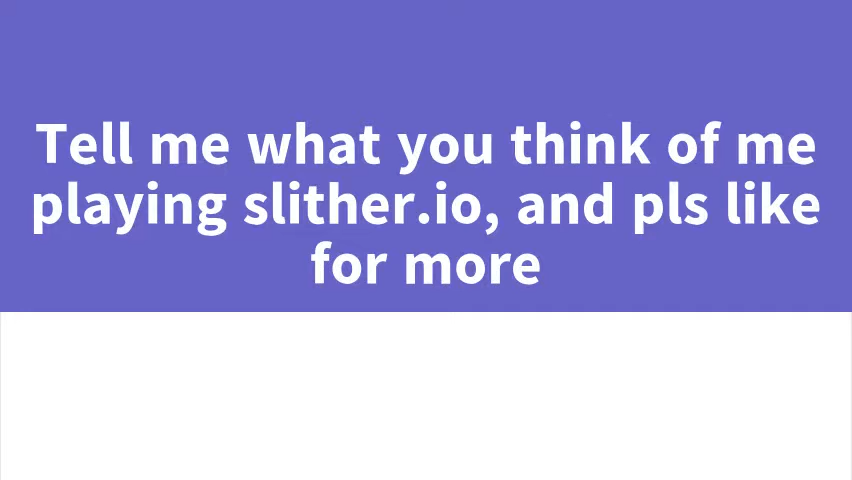 Tell me what you think of me
playing slither.io, and pls like
for more